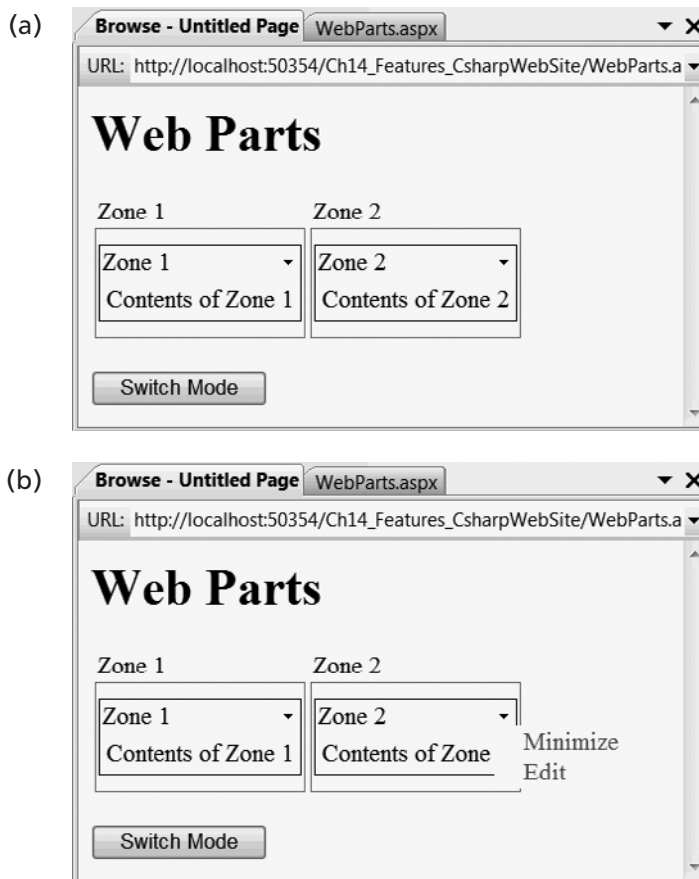 (a)
Browse - Untitled Page WebParts.aspx
URL: http://localhost:50354/Ch14_Features_CsharpWebSite/WebParts.a
Web Parts
Zone 1 Zone 2
Zone 1 Zone 2
Contents of Zone 1 Contents of Zone 2
Switch Mode
(b)
Browse - Untitled Page WebParts.aspx
URL: http://localhost:50354/Ch14_Features_CsharpWebSite/WebParts.a
Web Parts
Zone 1 Zone 2
Zone 1 Zone 2
Contents of Zone 1 Contents of Zone
Minimize
Edit
Switch Mode